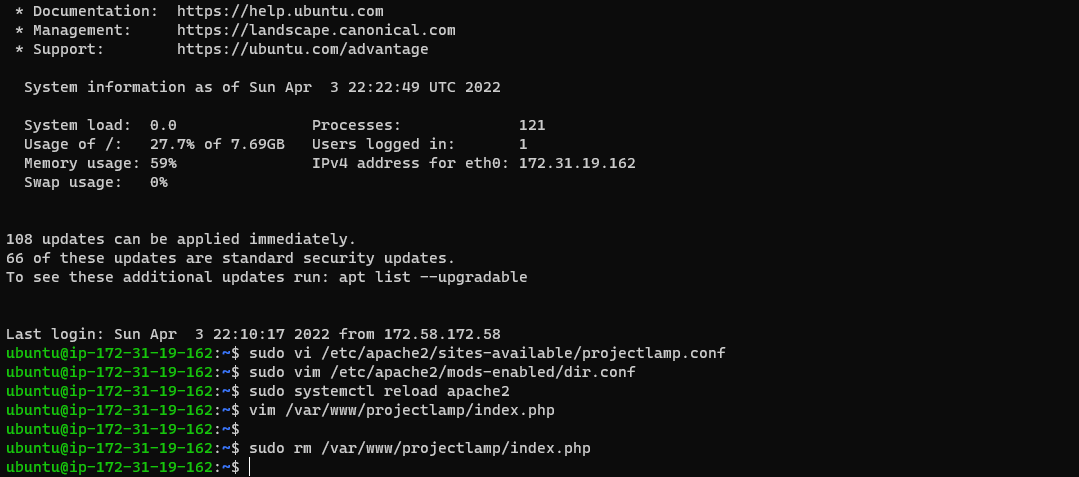 * Documentation:  https://help.ubuntu.com
 * Management:     https://landscape.canonical.com
 * Support:        https://ubuntu.com/advantage

  System information as of Sun Apr  3 22:22:49 UTC 2022

  System load:  0.0               Processes:             121
  Usage of /:   27.7% of 7.69GB   Users logged in:       1
  Memory usage: 59%               IPv4 address for eth0: 172.31.19.162
  Swap usage:   0%


108 updates can be applied immediately.
66 of these updates are standard security updates.
To see these additional updates run: apt list --upgradable


Last login: Sun Apr  3 22:10:17 2022 from 172.58.172.58
ubuntu@ip-172-31-19-162:~$ sudo vi /etc/apache2/sites-available/projectlamp.conf
ubuntu@ip-172-31-19-162:~$ sudo vim /etc/apache2/mods-enabled/dir.conf
ubuntu@ip-172-31-19-162:~$ sudo systemctl reload apache2
ubuntu@ip-172-31-19-162:~$ vim /var/www/projectlamp/index.php
ubuntu@ip-172-31-19-162:~$
ubuntu@ip-172-31-19-162:~$ sudo rm /var/www/projectlamp/index.php
ubuntu@ip-172-31-19-162:~$